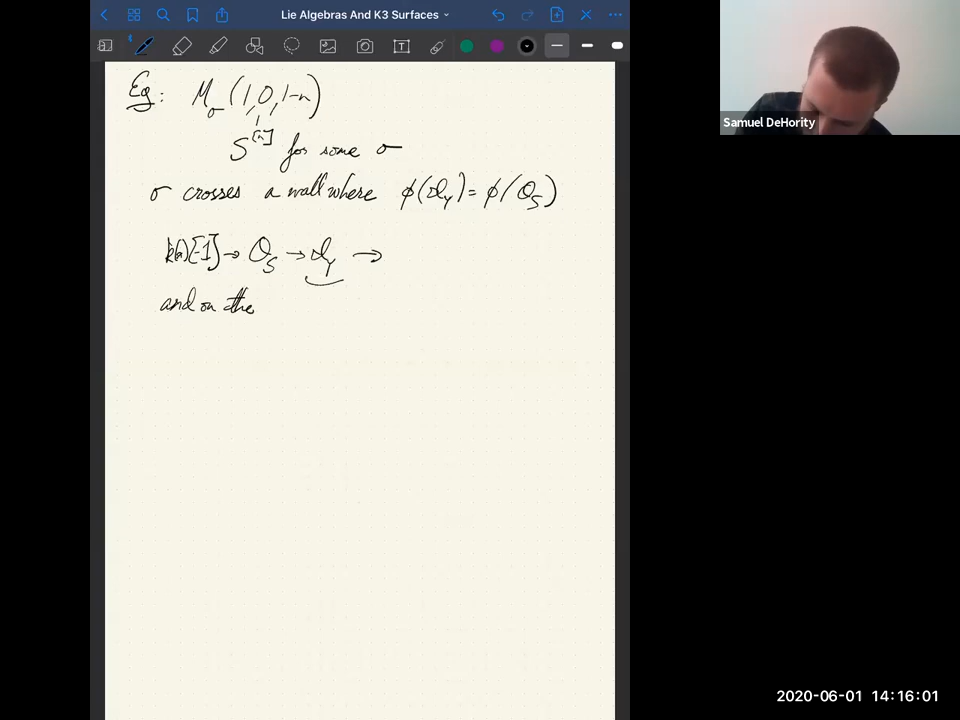 Lie Algebras And K3 Surfaces
Eg: M_σ (1, 0, 1-n)
S^[n] for some σ
σ crosses a wall where φ(𝓘_Y) = φ(O_S)
k(x)[-1] → O_S → 𝓘_Y →
and on the
Samuel DeHority
2020-06-01 14:16:01